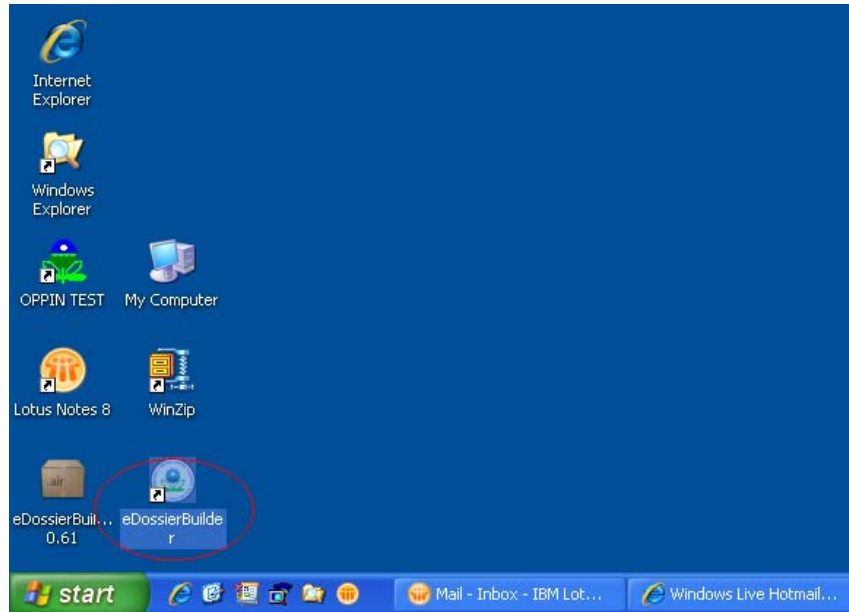 Internet
Explorer
Windows
Explorer
OPPIN TEST
My Computer
Lotus Notes 8
WinZip
.air
eDossierBuil...
0.61
eDossierBuilde
r
start
Mail - Inbox - IBM Lot...
Windows Live Hotmail...